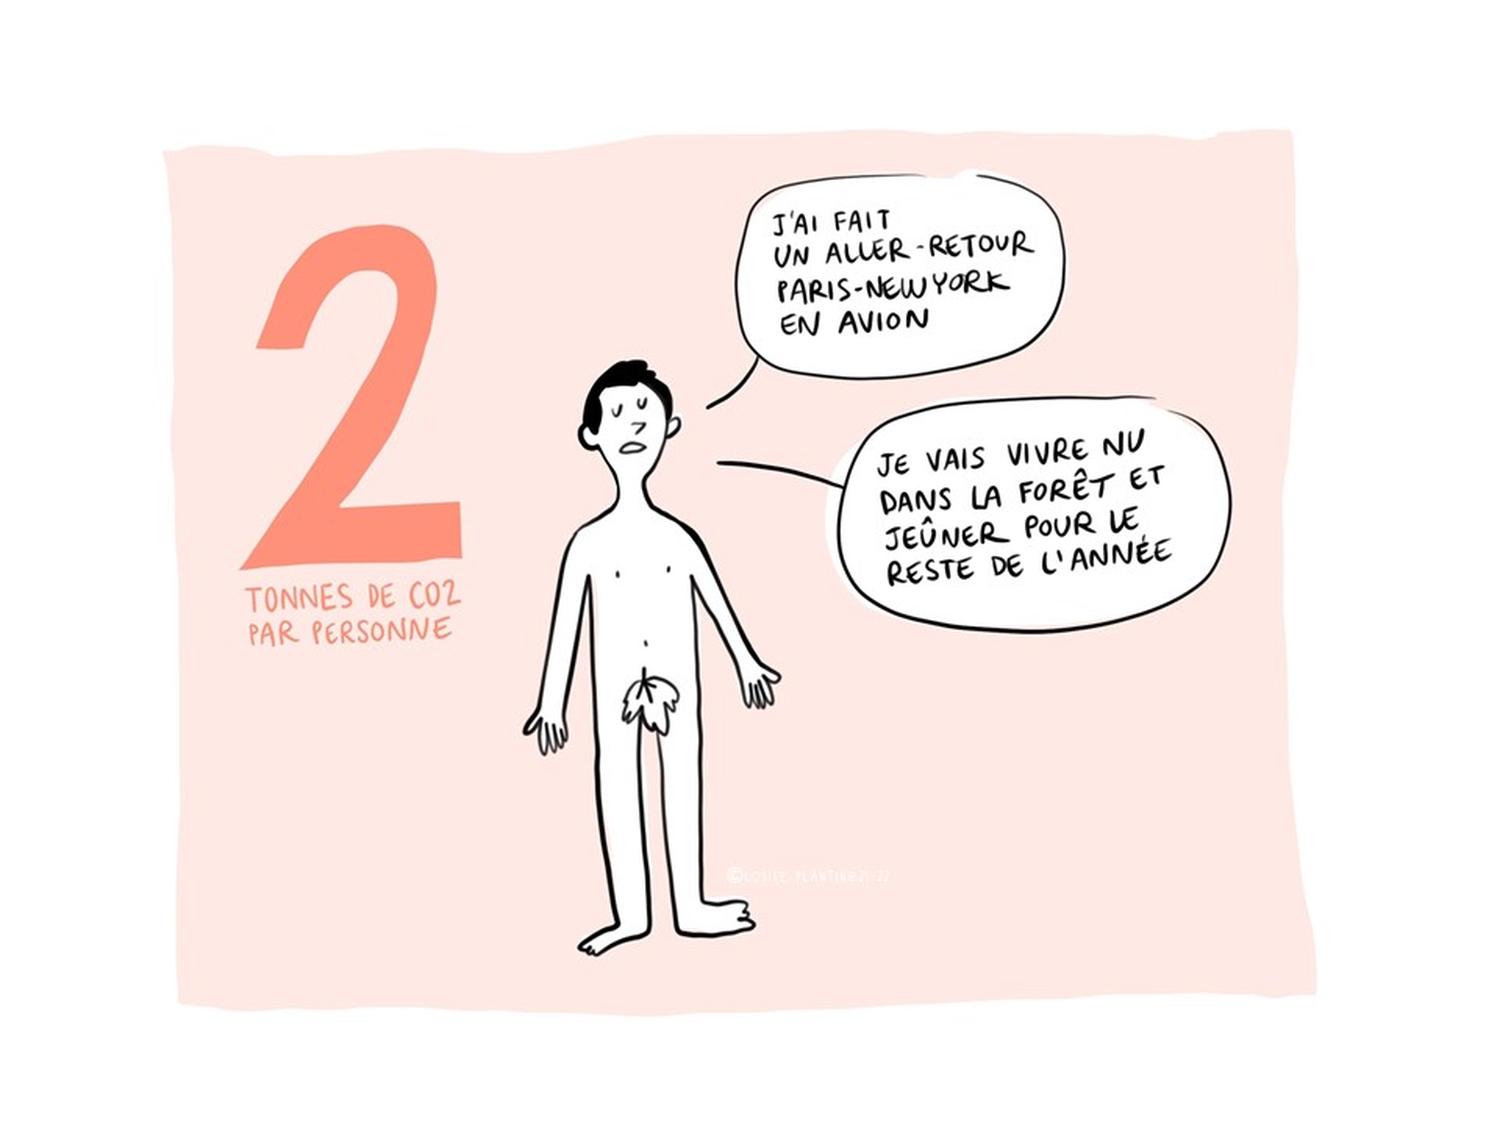 2
TONNES DE CO2
PAR PERSONNE
J'AI FAIT
UN ALLER-RETOUR
PARIS-NEW YORK
EN AVION
JE VAIS VIVRE NU
DANS LA FORÊT ET
JEÛNER POUR LE
RESTE DE L'ANNÉE